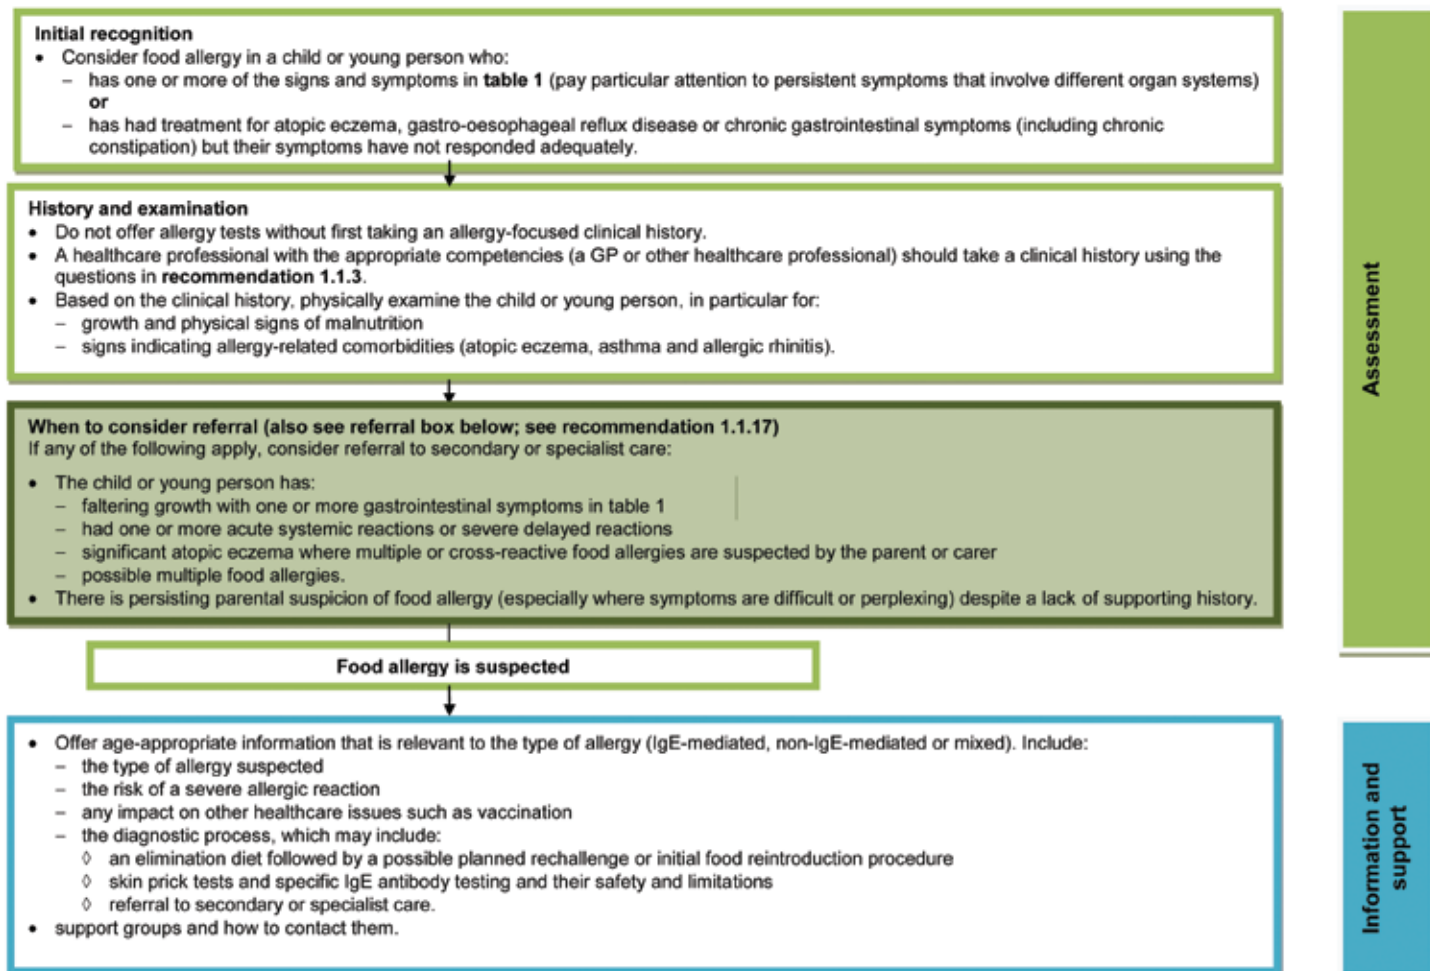 Initial recognition
• Consider food allergy in a child or young person who:
– has one or more of the signs and symptoms in table 1 (pay particular attention to persistent symptoms that involve different organ systems)
or
– has had treatment for atopic eczema, gastro-oesophageal reflux disease or chronic gastrointestinal symptoms (including chronic
constipation) but their symptoms have not responded adequately.
History and examination
• Do not offer allergy tests without first taking an allergy-focused clinical history.
• A healthcare professional with the appropriate competencies (a GP or other healthcare professional) should take a clinical history using the
questions in recommendation 1.1.3.
• Based on the clinical history, physically examine the child or young person, in particular for:
– growth and physical signs of malnutrition
– signs indicating allergy-related comorbidities (atopic eczema, asthma and allergic rhinitis).
When to consider referral (also see referral box below; see recommendation 1.1.17)
If any of the following apply, consider referral to secondary or specialist care:
• The child or young person has:
– faltering growth with one or more gastrointestinal symptoms in table 1
– had one or more acute systemic reactions or severe delayed reactions
– significant atopic eczema where multiple or cross-reactive food allergies are suspected by the parent or carer
– possible multiple food allergies.
• There is persisting parental suspicion of food allergy (especially where symptoms are difficult or perplexing) despite a lack of supporting history.
Assessment
Food allergy is suspected
• Offer age-appropriate information that is relevant to the type of allergy (IgE-mediated, non-IgE-mediated or mixed). Include:
– the type of allergy suspected
– the risk of a severe allergic reaction
– any impact on other healthcare issues such as vaccination
– the diagnostic process, which may include:
◊ an elimination diet followed by a possible planned rechallenge or initial food reintroduction procedure
◊ skin prick tests and specific IgE antibody testing and their safety and limitations
◊ referral to secondary or specialist care.
• support groups and how to contact them.
Information and
support